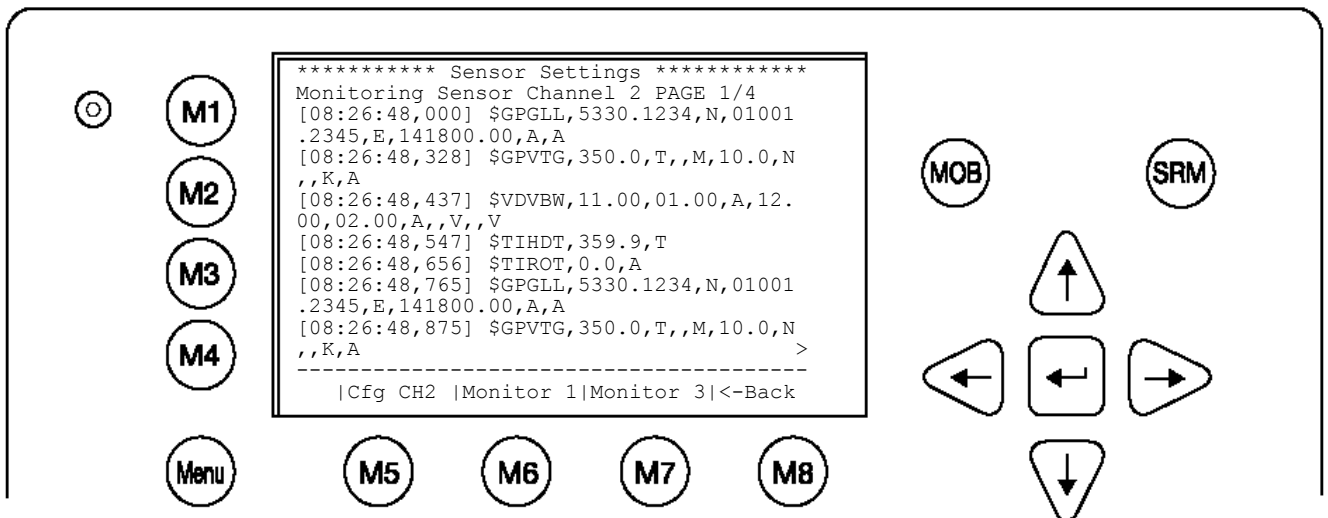 *********** Sensor Settings ************
Monitoring Sensor Channel 2 PAGE 1/4
[08:26:48,000] $GPGLL,5330.1234,N,01001
.2345,E,141800.00,A,A
[08:26:48,328] $GPVTG,350.0,T,,M,10.0,N
,,K,A
[08:26:48,437] $VDVBW,11.00,01.00,A,12.
00,02.00,A,,V,,V
[08:26:48,547] $TIHDT,359.9,T
[08:26:48,656] $TIROT,0.0,A
[08:26:48,765] $GPGLL,5330.1234,N,01001
.2345,E,141800.00,A,A
[08:26:48,875] $GPVTG,350.0,T,,M,10.0,N
,,K,A >
----------------------------------------
|Cfg CH2 |Monitor 1|Monitor 3|<-Back
M1
M2
M3
M4
Menu
M5
M6
M7
M8
MOB
SRM